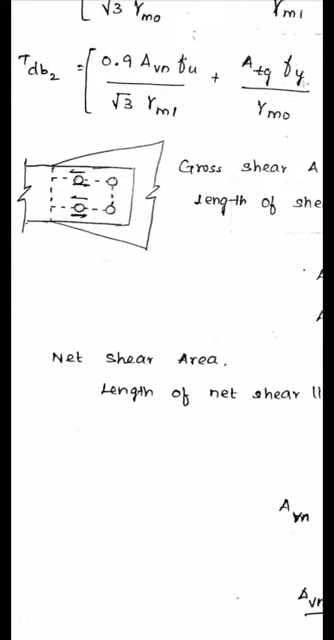 √3 γmo γm1
Tdb2 = [ 0.9 Avn fu / √3 γm1 + Atg fy / γmo
Gross shear A
length of she
A
A
Net shear Area.
Length of net shear li
Avn
Avn